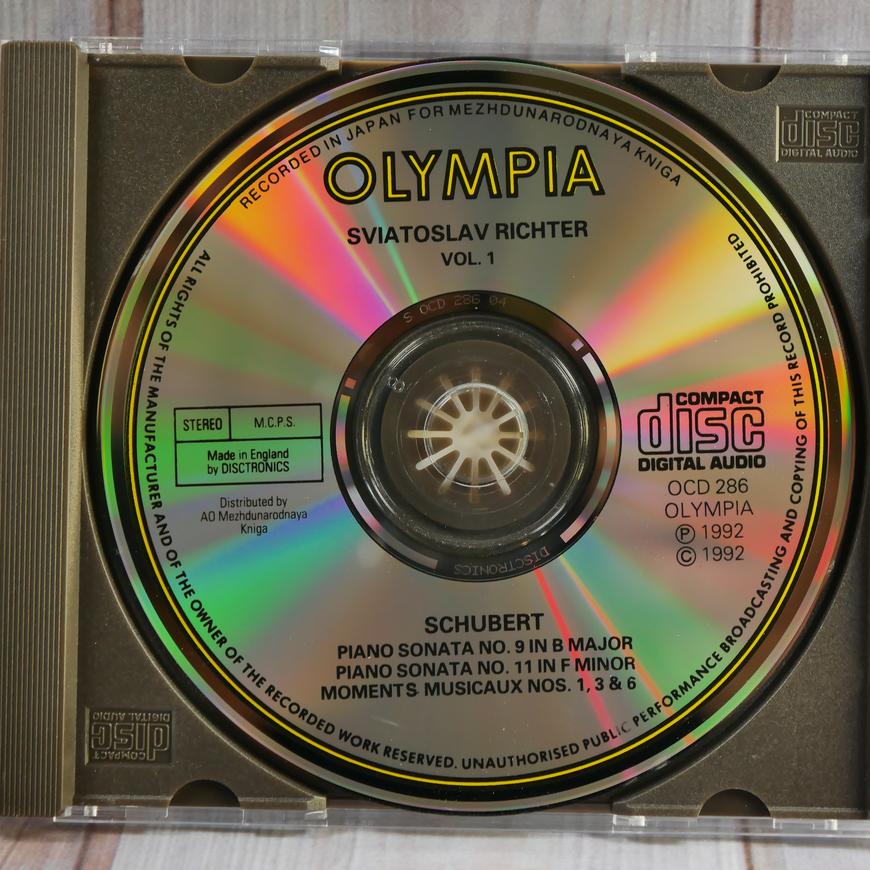 RECORDED IN JAPAN FOR MEZHDUNARODNAYA KNIGA
OLYMPIA
SVIATOSLAV RICHTER
VOL. 1
S OCD 286 04
STEREO
M.C.P.S.
Made in England
by DISCTRONICS
Distributed by
AO Mezhdunarodnaya
Kniga
COMPACT
disc
DIGITAL AUDIO
OCD 286
OLYMPIA
Ⓟ 1992
© 1992
DISCTRONICS
SCHUBERT
PIANO SONATA NO. 9 IN B MAJOR
PIANO SONATA NO. 11 IN F MINOR
MOMENTS MUSICAUX NOS. 1, 3 & 6
ALL RIGHTS OF THE MANUFACTURER AND OF THE OWNER OF THE RECORDED WORK RESERVED. UNAUTHORISED PUBLIC PERFORMANCE BROADCASTING AND COPYING OF THIS RECORD PROHIBITED
COMPACT
disc
DIGITAL AUDIO
COMPACT
disc
DIGITAL AUDIO